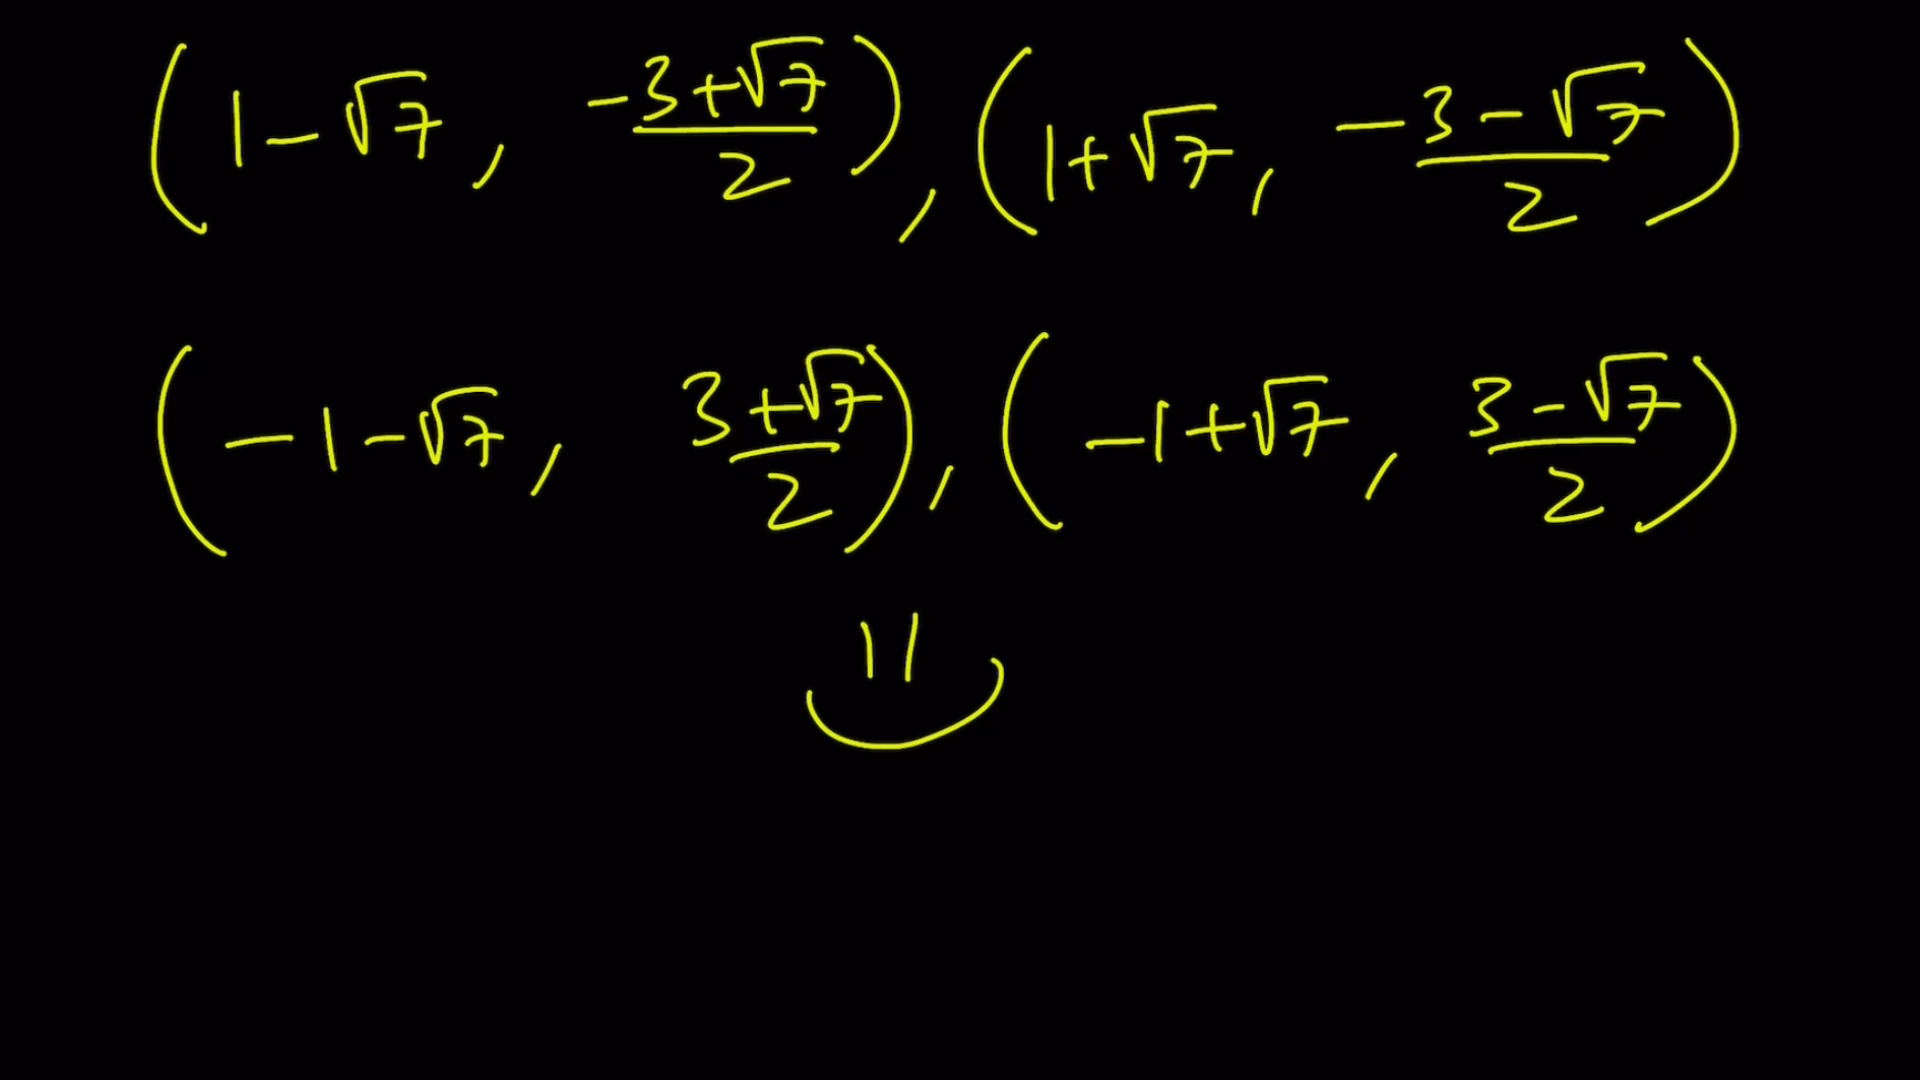 (1-√7, (-3+√7)/2), (1+√7, (-3-√7)/2)
(-1-√7, (3+√7)/2), (-1+√7, (3-√7)/2)